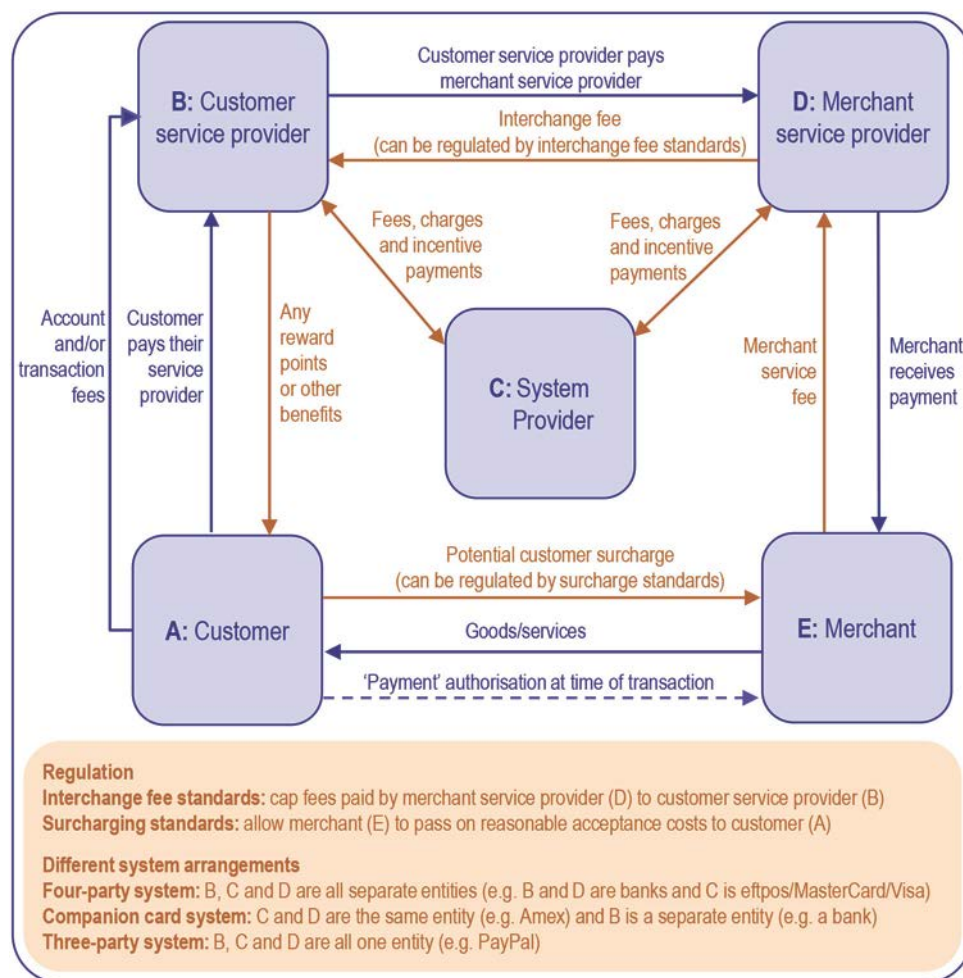 Customer service provider pays
merchant service provider
B: Customer
service provider
D: Merchant
service provider
Interchange fee
(can be regulated by interchange fee standards)
Fees, charges
and incentive
payments
Fees, charges
and incentive
payments
Account
and/or
transaction
fees
Customer
pays their
service
provider
Any
reward
points
or other
benefits
C: System
Provider
Merchant
service
fee
Merchant
receives
payment
Potential customer surcharge
(can be regulated by surcharge standards)
A: Customer
Goods/services
E: Merchant
‘Payment’ authorisation at time of transaction
Regulation
Interchange fee standards: cap fees paid by merchant service provider (D) to customer service provider (B)
Surcharging standards: allow merchant (E) to pass on reasonable acceptance costs to customer (A)
Different system arrangements
Four-party system: B, C and D are all separate entities (e.g. B and D are banks and C is eftpos/MasterCard/Visa)
Companion card system: C and D are the same entity (e.g. Amex) and B is a separate entity (e.g. a bank)
Three-party system: B, C and D are all one entity (e.g. PayPal)